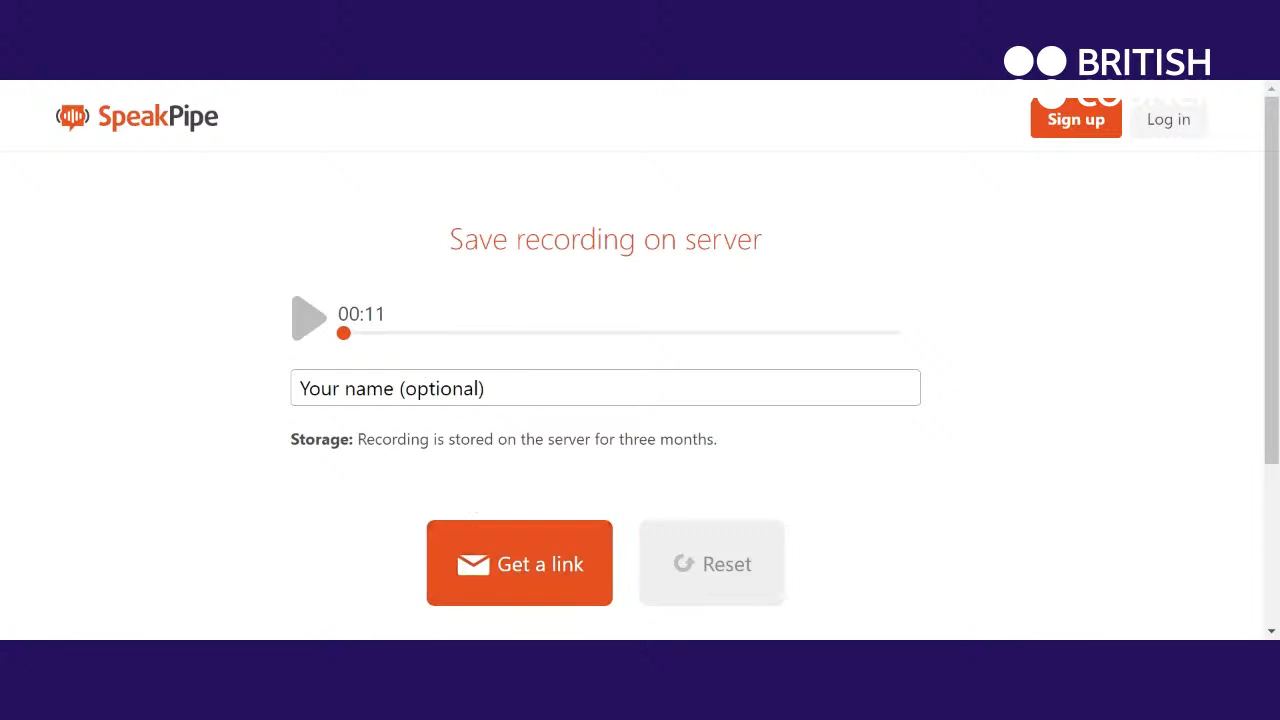 BRITISH
COUNCIL
SpeakPipe
Sign up
Log in
Save recording on server
00:11
Your name (optional)
Storage: Recording is stored on the server for three months.
Get a link
Reset